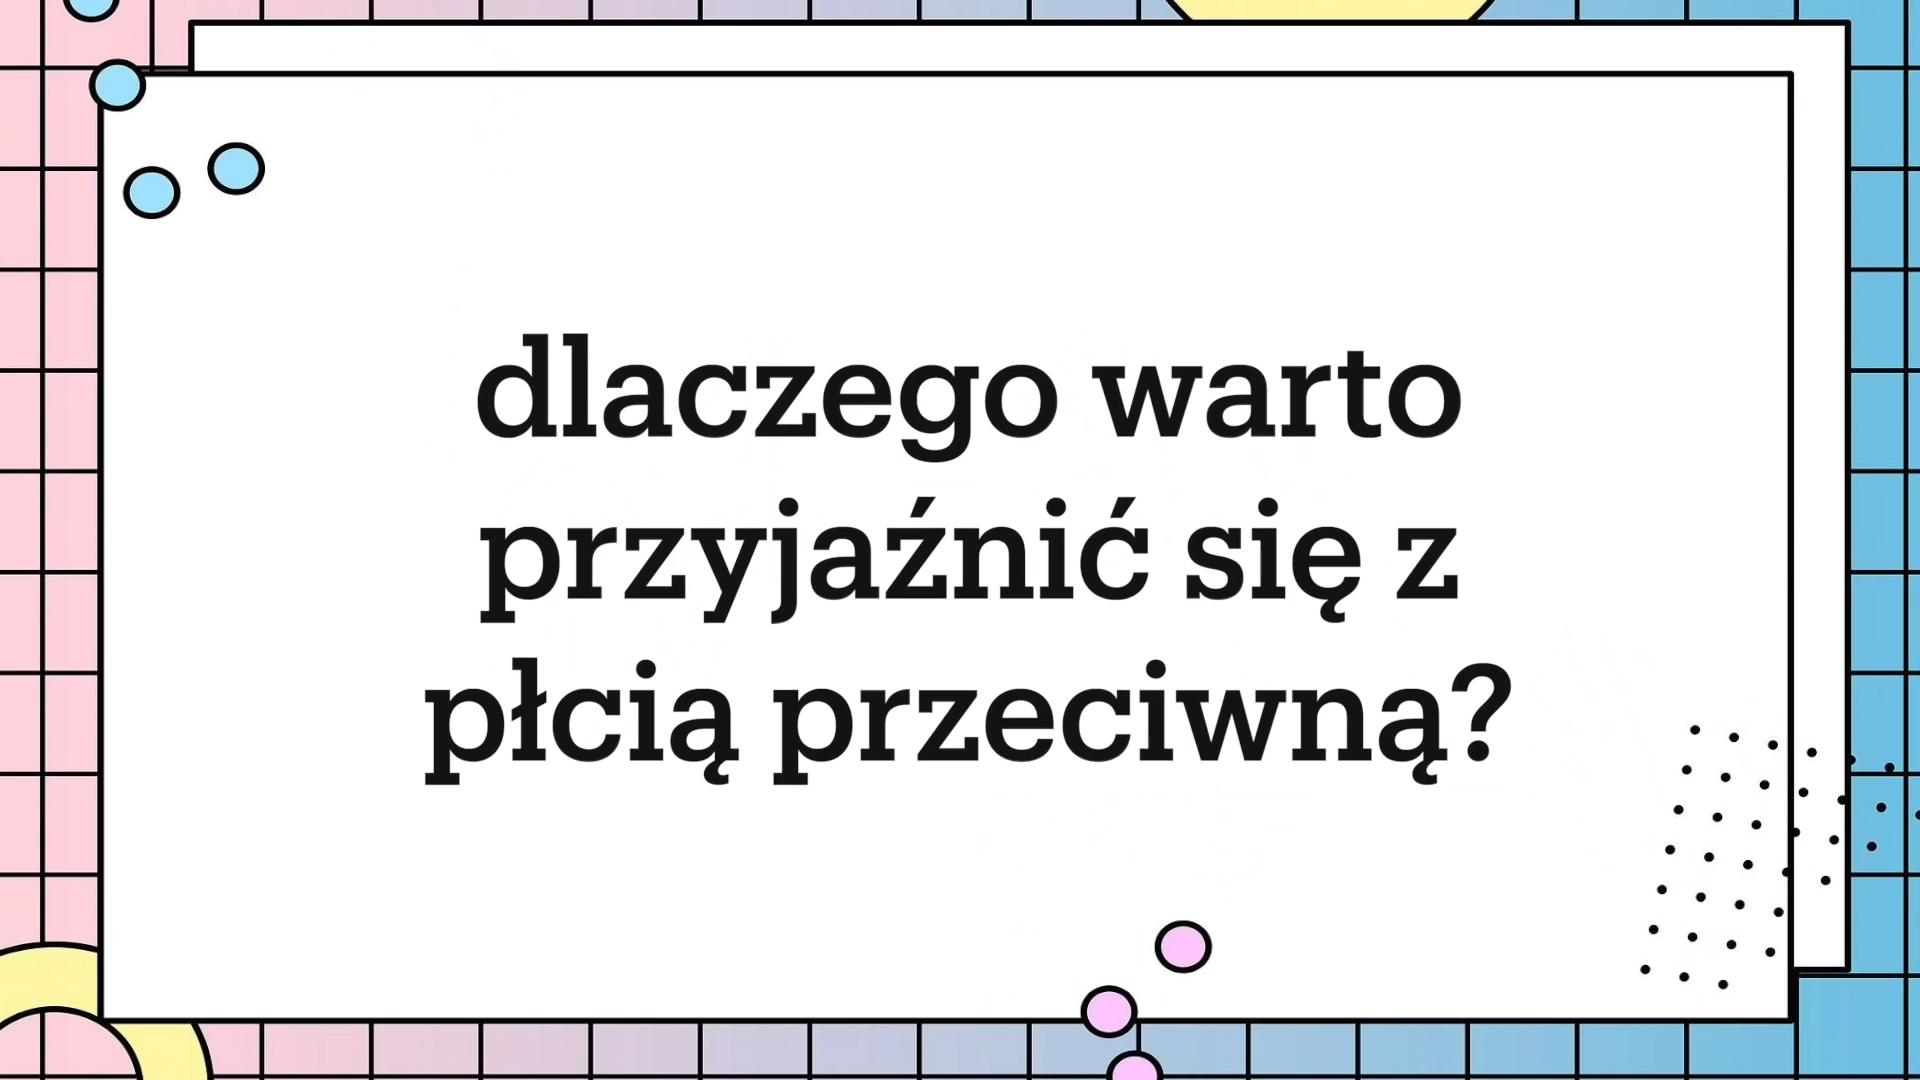 dlaczego warto
przyjaźnić się z
płcią przeciwną?